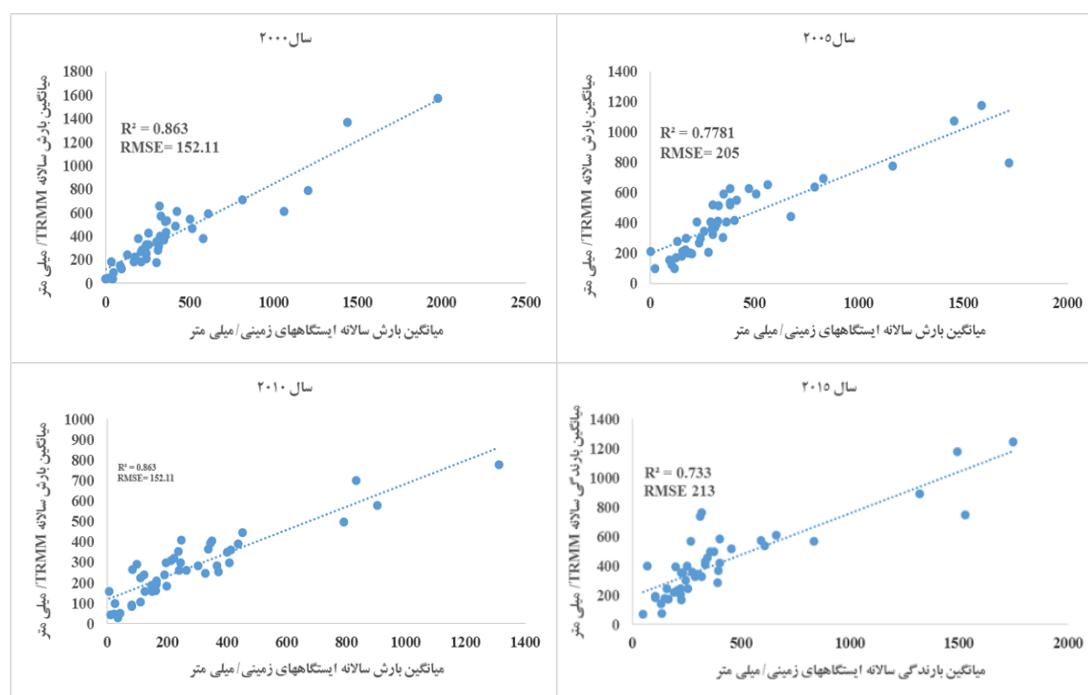 سال ۲۰۰۰
میانگین بارش سالانه TRMM/ میلی متر
1800
1600
1400
1200
1000
800
600
400
200
0
R² = 0.863
RMSE= 152.11
0 500 1000 1500 2000 2500
میانگین بارش سالانه ایستگاههای زمینی/ میلی متر
سال ۲۰۰۵
میانگین بارش سالانه TRMM/ میلی متر
1400
1200
1000
800
600
400
200
0
R² = 0.7781
RMSE= 205
0 500 1000 1500 2000
میانگین بارش سالانه ایستگاههای زمینی/ میلی متر
سال ۲۰۱۰
میانگین بارش سالانه TRMM/ میلی متر
1000
900
800
700
600
500
400
300
200
100
0
R² = 0.863
RMSE= 152.11
0 200 400 600 800 1000 1200 1400
میانگین بارش سالانه ایستگاههای زمینی/ میلی متر
سال ۲۰۱۵
میانگین بارندگی سالانه TRMM/ میلی متر
1400
1200
1000
800
600
400
200
0
R² = 0.733
RMSE 213
0 500 1000 1500 2000
میانگین بارندگی سالانه ایستگاههای زمینی/ میلی متر